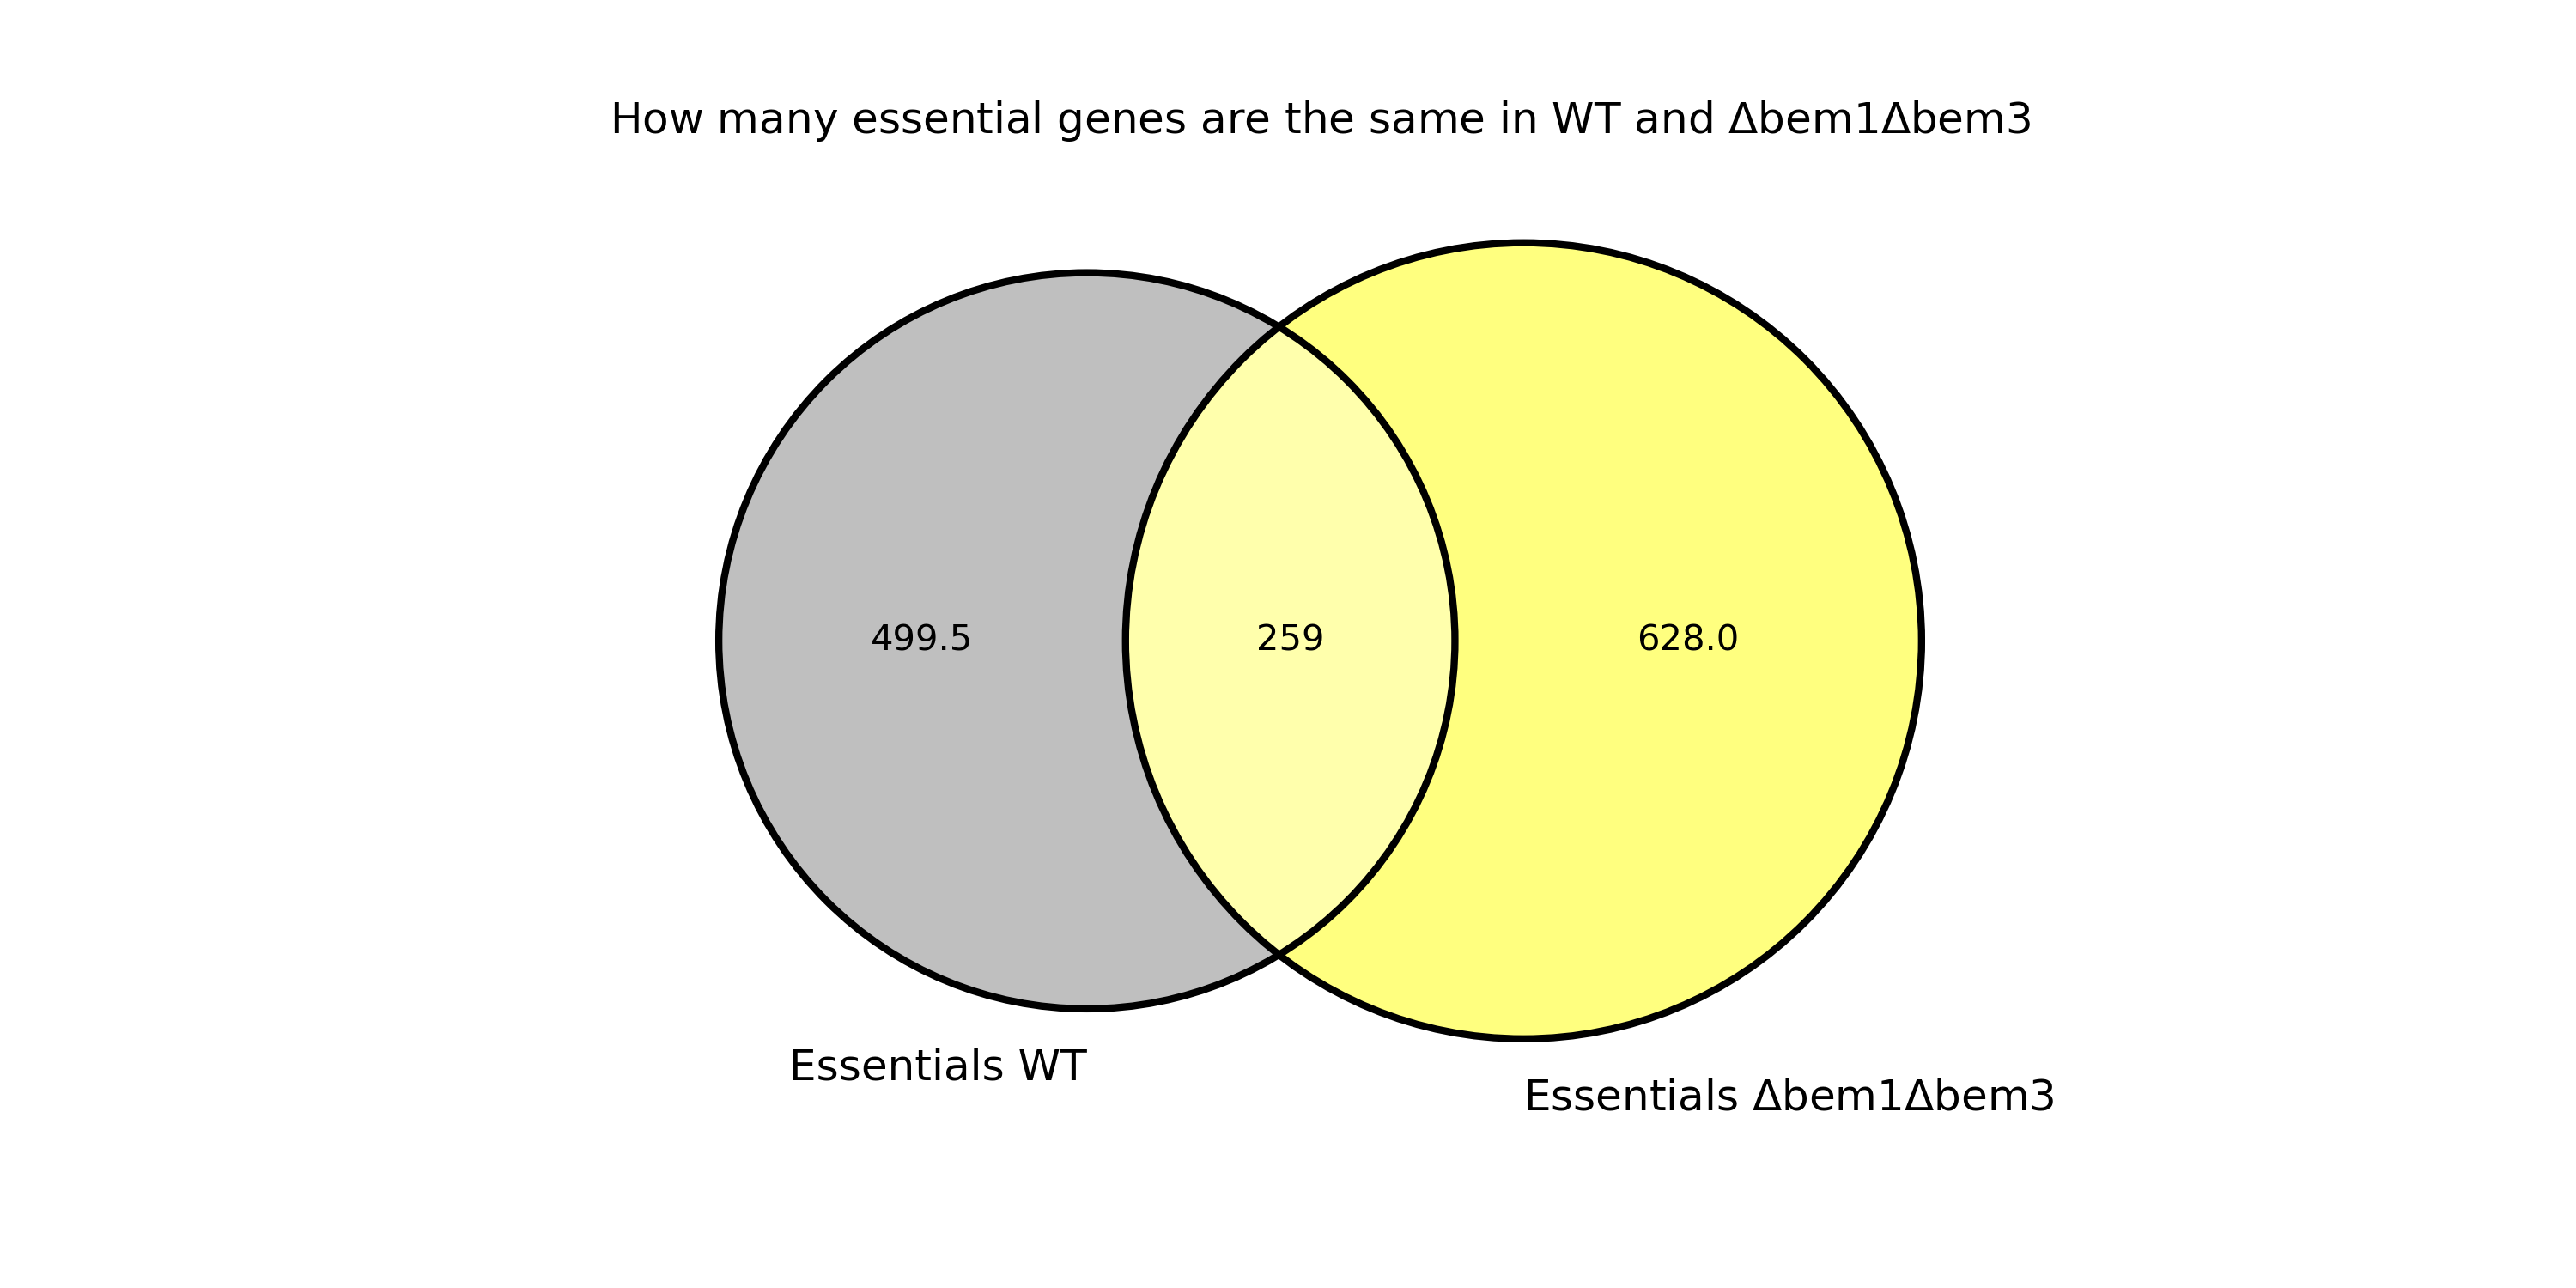 How many essential genes are the same in WT and Δbem1Δbem3
499.5
259
628.0
Essentials WT
Essentials Δbem1Δbem3